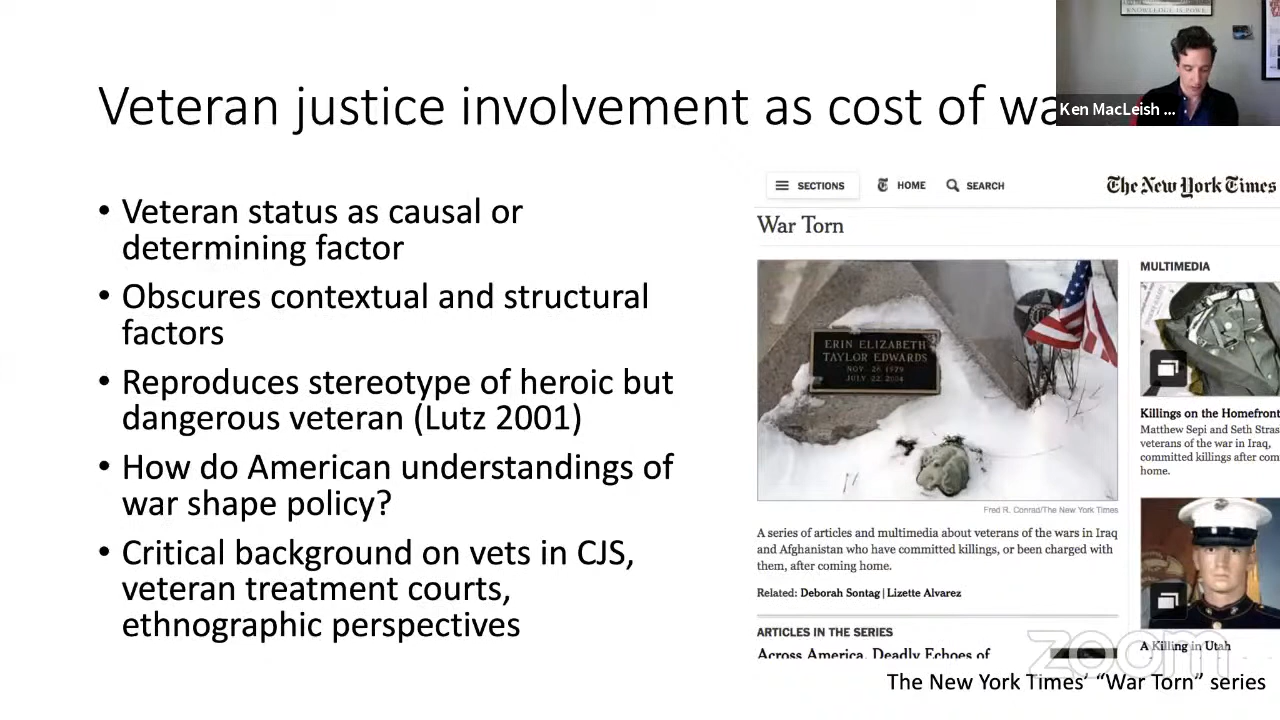 KNOWLEDGE IS POWER
Veteran justice involvement as cost of wa
Ken MacLeish ...
• Veteran status as causal or
determining factor
• Obscures contextual and structural
factors
• Reproduces stereotype of heroic but
dangerous veteran (Lutz 2001)
• How do American understandings of
war shape policy?
• Critical background on vets in CJS,
veteran treatment courts,
ethnographic perspectives
SECTIONS HOME SEARCH The New York Times
War Torn
ERIN ELIZABETH
TAYLOR EDWARDS
NOV. 26 1979
JULY 22, 2004
Fred R. Conrad/The New York Times
A series of articles and multimedia about veterans of the wars in Iraq
and Afghanistan who have committed killings, or been charged with
them, after coming home.
Related: Deborah Sontag | Lizette Alvarez
ARTICLES IN THE SERIES
Across America, Deadly Echoes of
MULTIMEDIA
Killings on the Homefront
Matthew Sepi and Seth Stras
veterans of the war in Iraq,
committed killings after com
home.
A Killing in Utah
zoom
The New York Times' “War Torn” series